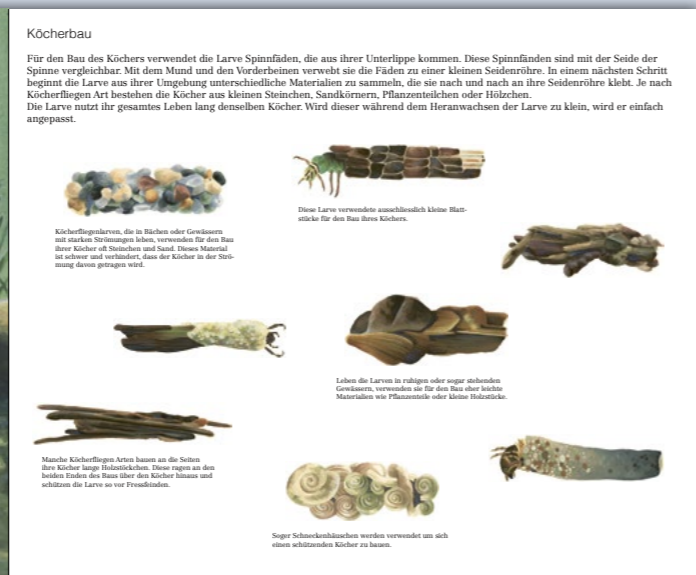 Köcherbau
Für den Bau des Köchers verwendet die Larve Spinnfäden, die aus ihrer Unterlippe kommen. Diese Spinnfänden sind mit der Seide der
Spinne vergleichbar. Mit dem Mund und den Vorderbeinen verwebt sie die Fäden zu einer kleinen Seidenröhre. In einem nächsten Schritt
beginnt die Larve aus ihrer Umgebung unterschiedliche Materialien zu sammeln, die sie nach und nach an ihre Seidenröhre klebt. Je nach
Köcherfliegen Art bestehen die Köcher aus kleinen Steinchen, Sandkörnern, Pflanzenteilchen oder Hölzchen.
Die Larve nutzt ihr gesamtes Leben lang denselben Köcher. Wird dieser während dem Heranwachsen der Larve zu klein, wird er einfach
angepasst.
Diese Larve verwendete ausschliesslich kleine Blatt-
stücke für den Bau ihres Köchers.
Köcherfliegenlarven, die in Bächen oder Gewässern
mit starken Strömungen leben, verwenden für den Bau
ihrer Köcher oft Steinchen und Sand. Dieses Material
ist schwer und verhindert, dass der Köcher in der Strö-
mung davon getragen wird.
Leben die Larven in ruhigen oder sogar stehenden
Gewässern, verwenden sie für den Bau eher leichte
Materialien wie Pflanzenteile oder kleine Holzstücke.
Manche Köcherfliegen Arten bauen an die Seiten
ihre Köcher lange Holzstöckchen. Diese ragen an den
beiden Enden des Baus über den Köcher hinaus und
schützen die Larve so vor Fressfeinden.
Soger Schneckenhäuschen werden verwendet um sich
einen schützenden Köcher zu bauen.